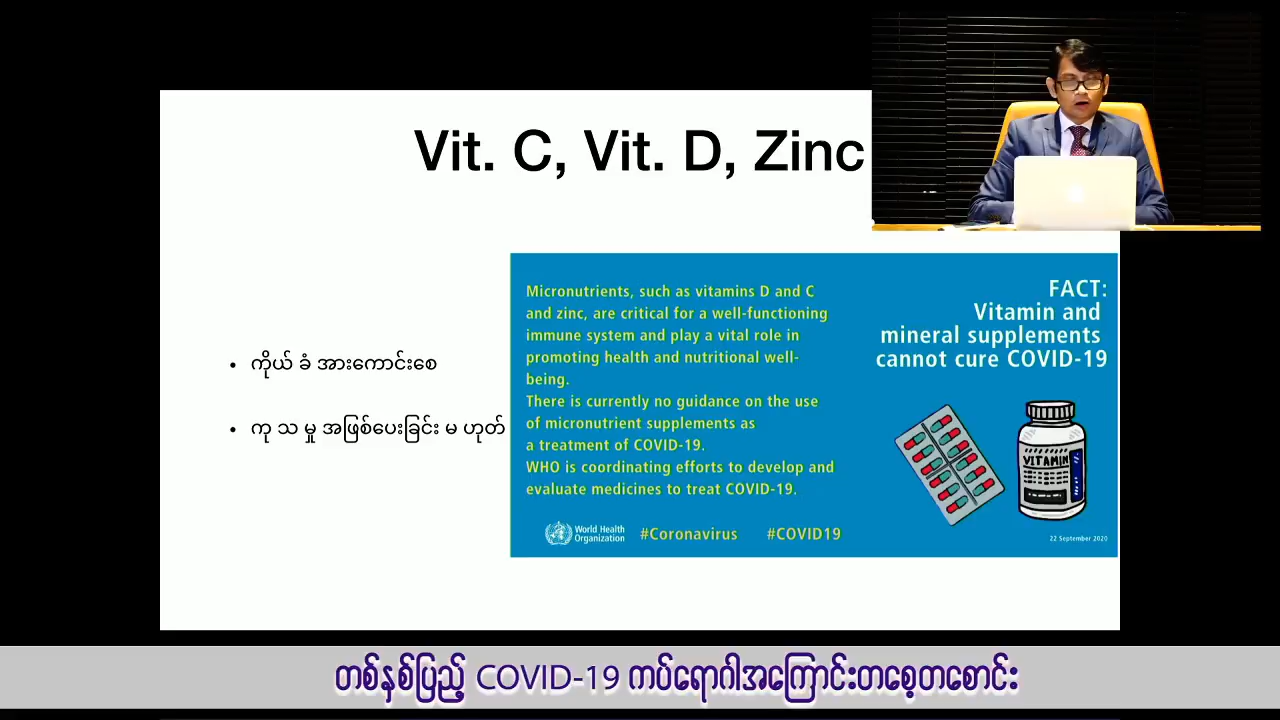 Vit. C, Vit. D, Zinc
ကိုယ် ခံ အားကောင်းစေ
ကု သ မှု အဖြစ်ပေးခြင်း မ ဟုတ်
Micronutrients, such as vitamins D and C
and zinc, are critical for a well-functioning
immune system and play a vital role in
promoting health and nutritional well-
being.
There is currently no guidance on the use
of micronutrient supplements as
a treatment of COVID-19.
WHO is coordinating efforts to develop and
evaluate medicines to treat COVID-19.
FACT:
Vitamin and
mineral supplements
cannot cure COVID-19
VITAMIN
World Health
Organization
#Coronavirus #COVID19
22 September 2020
တစ်နှစ်ပြည့် COVID-19 ကပ်ရောဂါအကြောင်းတစေ့တစောင်း